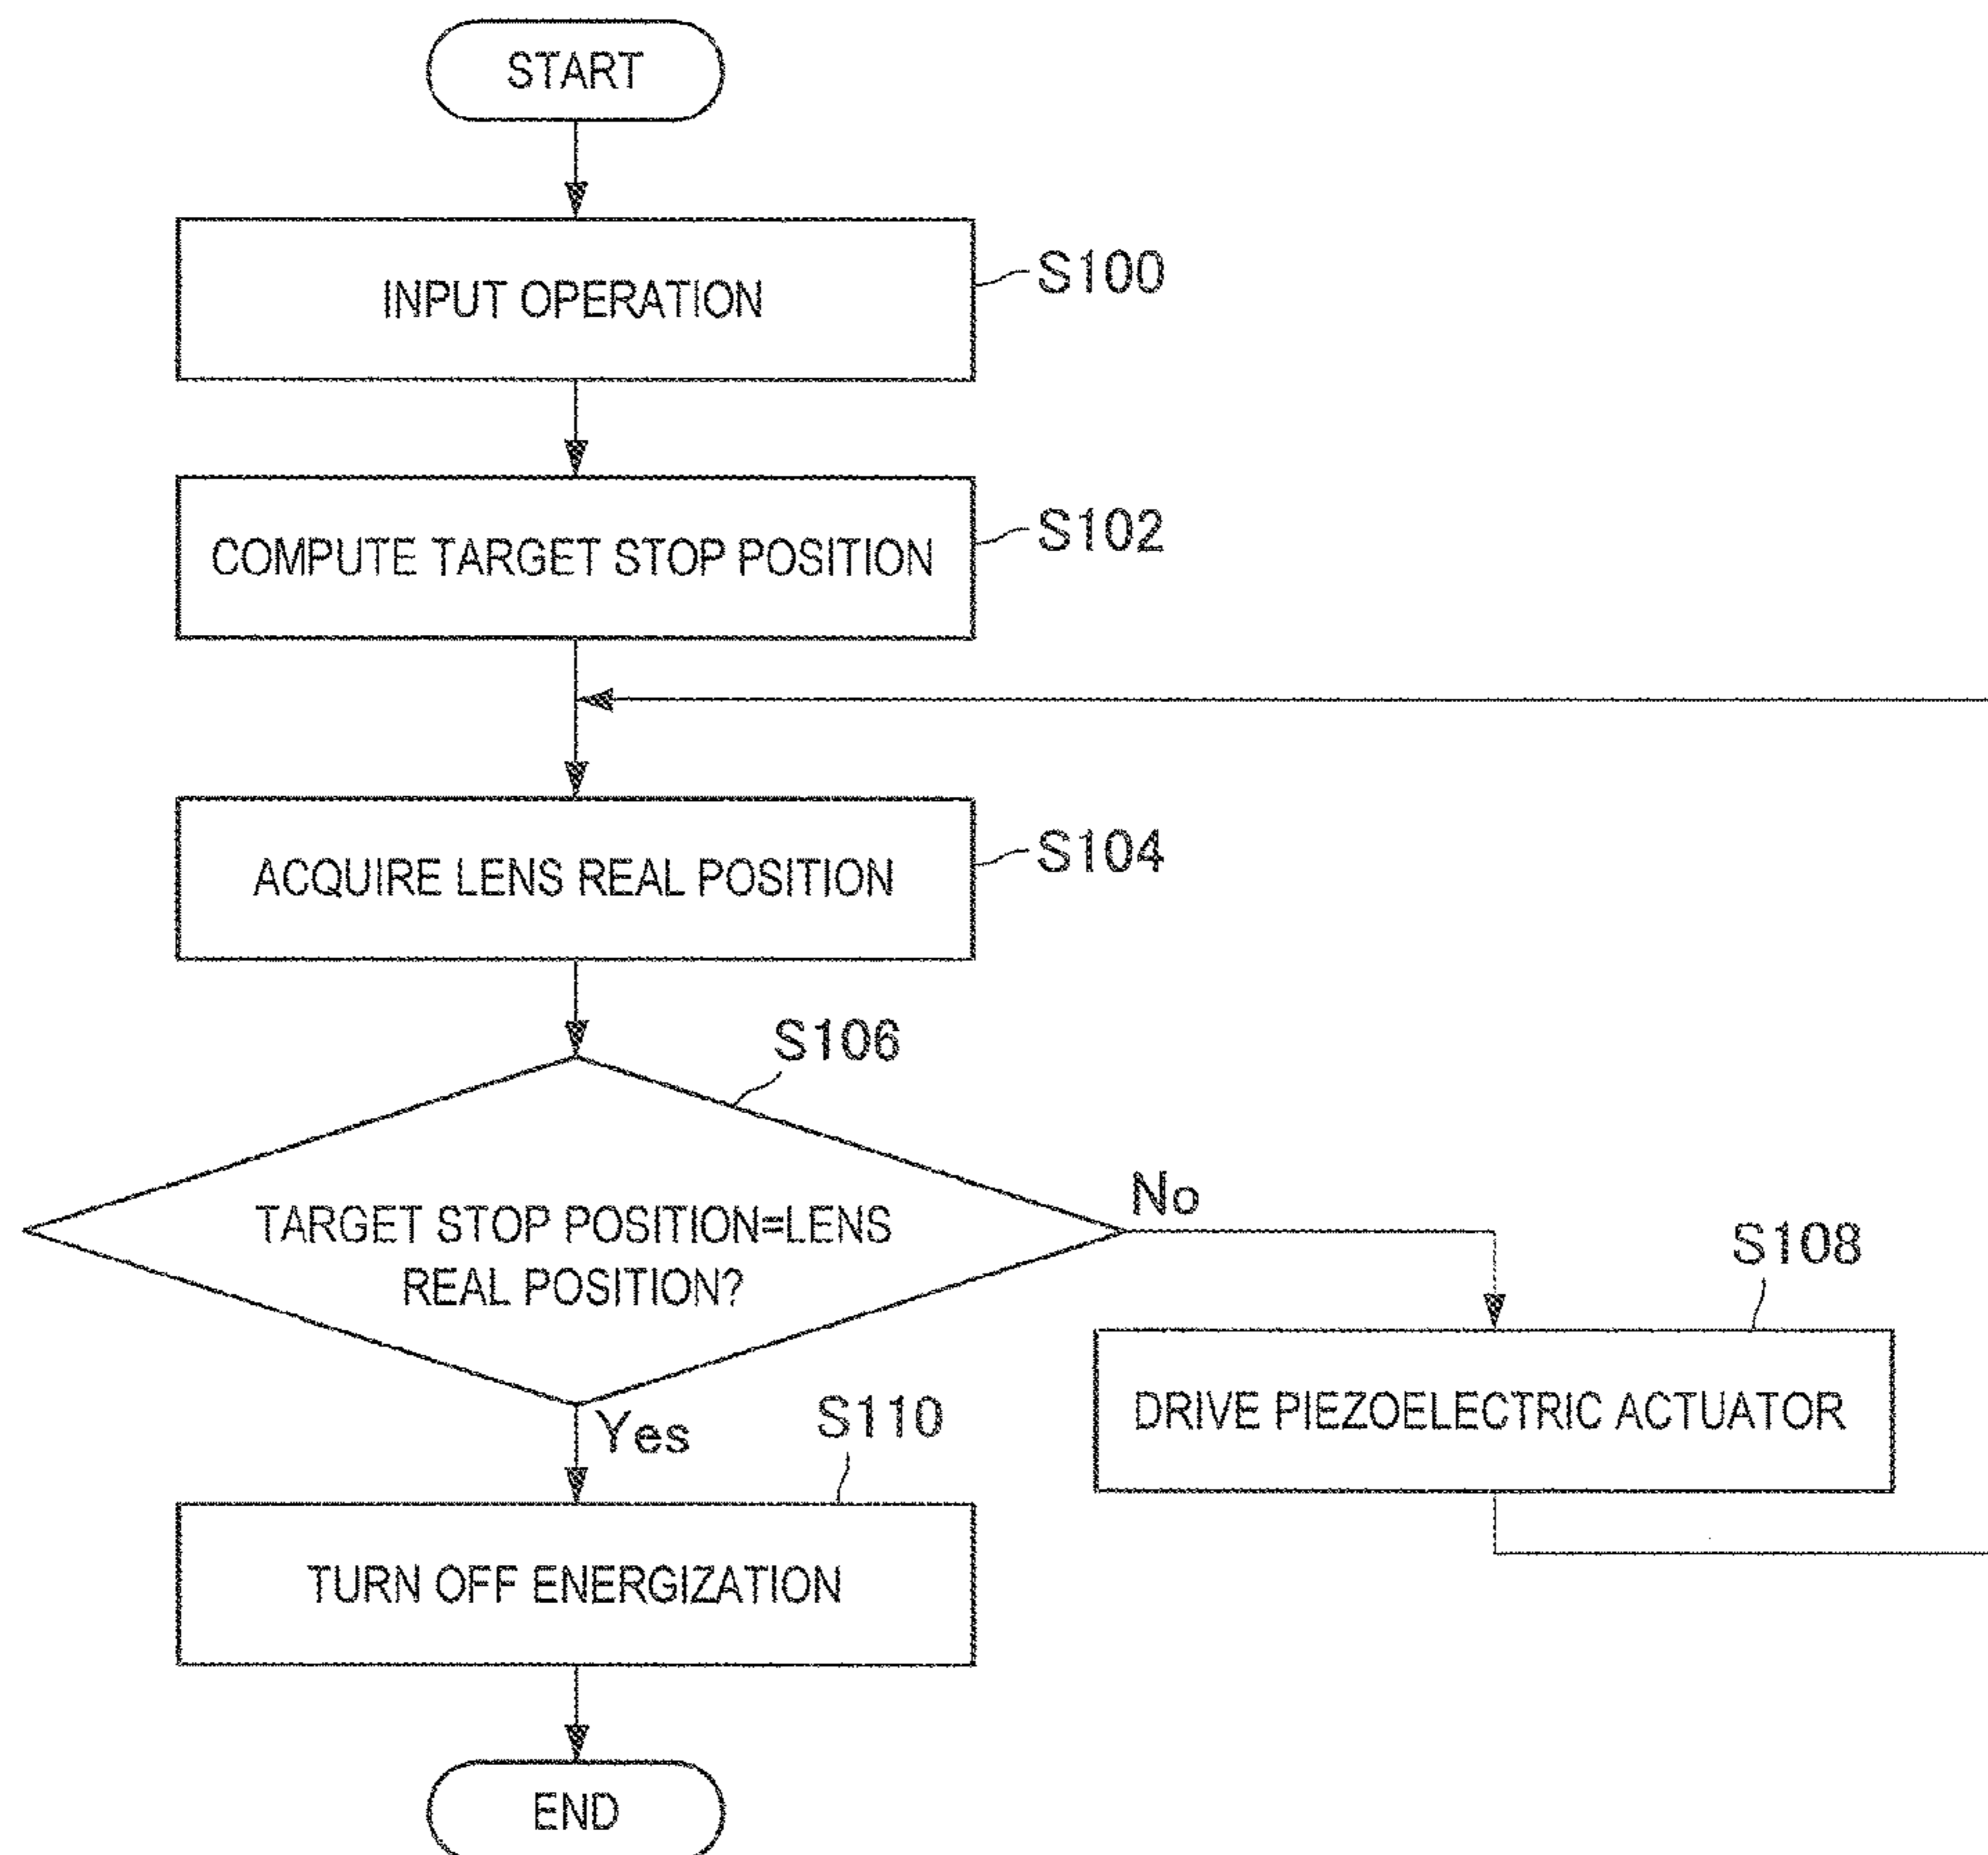 START
INPUT OPERATION
S100
COMPUTE TARGET STOP POSITION
S102
ACQUIRE LENS REAL POSITION
S104
S106
TARGET STOP POSITION=LENS
REAL POSITION?
No
S108
DRIVE PIEZOELECTRIC ACTUATOR
Yes
S110
TURN OFF ENERGIZATION
END